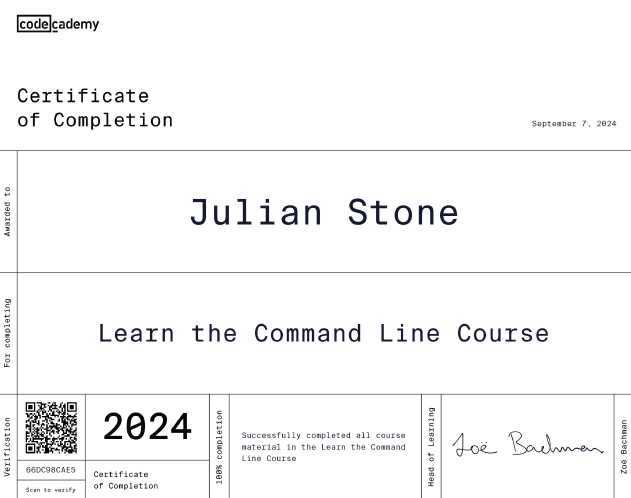 codecademy
Certificate
of Completion
September 7, 2024
Awarded to
Julian Stone
For completing
Learn the Command Line Course
Verification
66DC98CAE5
Scan to verify
2024
Certificate
of Completion
100% completion
Successfully completed all course
material in the Learn the Command
Line Course
Head of Learning
Zoë Bachman
Zoë Bachman